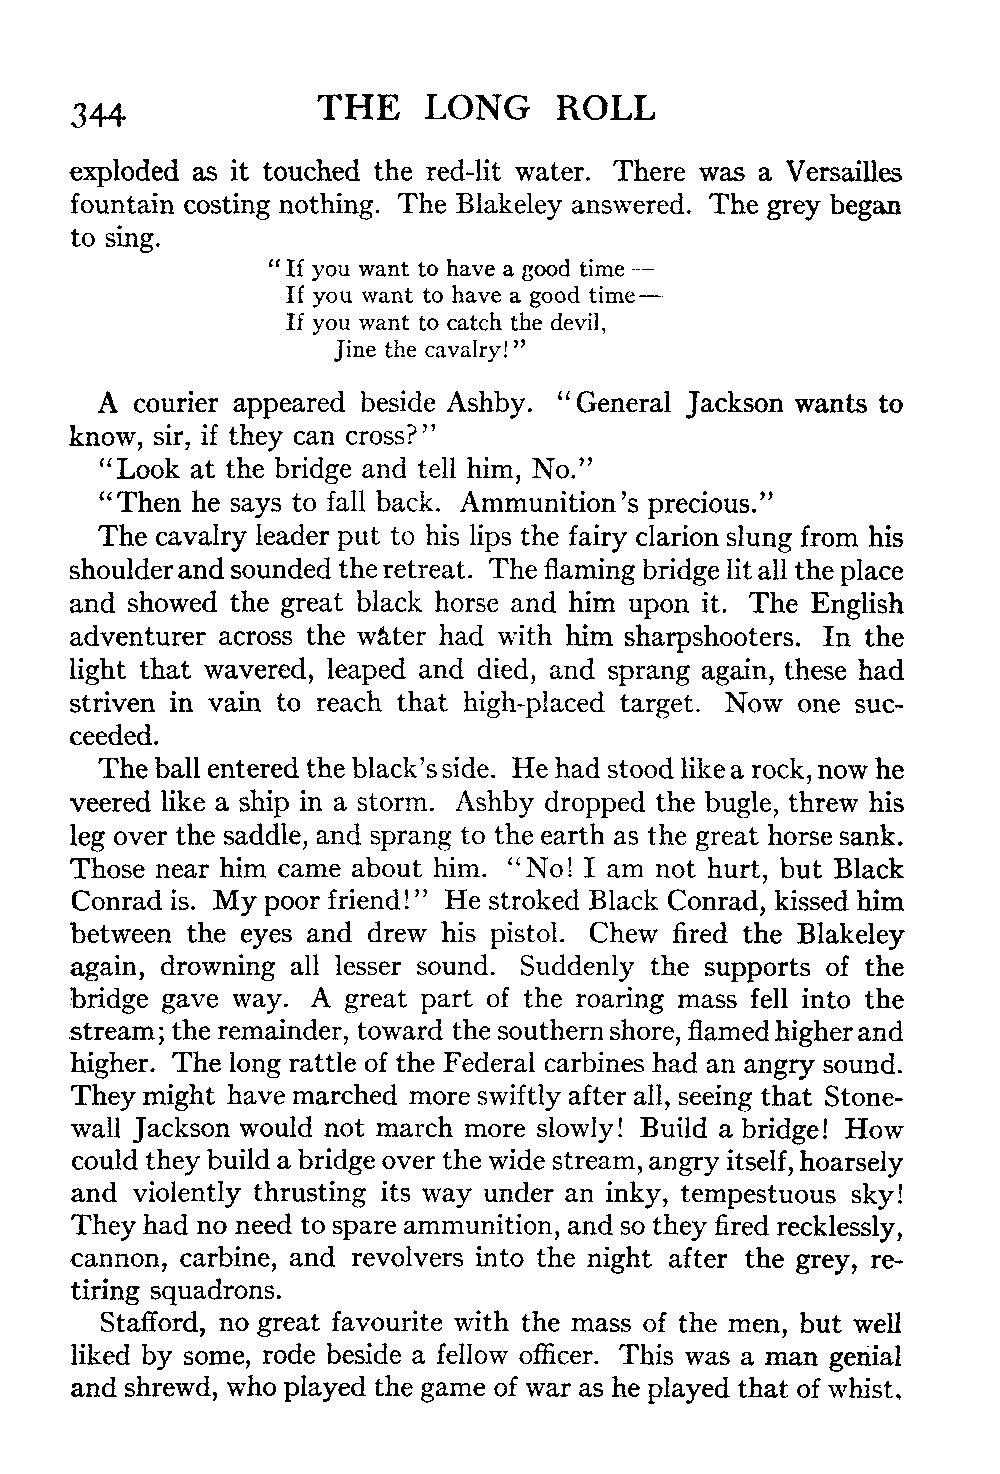 344 THE LONG ROLL
exploded as it touched the red-lit water. There was a Versailles
fountain costing nothing. The Blakeley answered. The grey began
to sing.
"If you want to have a good time —
If you want to have a good time —
If you want to catch the devil,
Jine the cavalry!"
A courier appeared beside Ashby. "General Jackson wants to
know, sir, if they can cross?"
"Look at the bridge and tell him, No."
"Then he says to fall back. Ammunition's precious."
The cavalry leader put to his lips the fairy clarion slung from his
shoulder and sounded the retreat. The flaming bridge lit all the place
and showed the great black horse and him upon it. The English
adventurer across the water had with him sharpshooters. In the
light that wavered, leaped and died, and sprang again, these had
striven in vain to reach that high-placed target. Now one suc-
ceeded.
The ball entered the black's side. He had stood like a rock, now he
veered like a ship in a storm. Ashby dropped the bugle, threw his
leg over the saddle, and sprang to the earth as the great horse sank.
Those near him came about him. "No! I am not hurt, but Black
Conrad is. My poor friend!" He stroked Black Conrad, kissed him
between the eyes and drew his pistol. Chew fired the Blakeley
again, drowning all lesser sound. Suddenly the supports of the
bridge gave way. A great part of the roaring mass fell into the
stream; the remainder, toward the southern shore, flamed higher and
higher. The long rattle of the Federal carbines had an angry sound.
They might have marched more swiftly after all, seeing that Stone-
wall Jackson would not march more slowly! Build a bridge! How
could they build a bridge over the wide stream, angry itself, hoarsely
and violently thrusting its way under an inky, tempestuous sky!
They had no need to spare ammunition, and so they fired recklessly,
cannon, carbine, and revolvers into the night after the grey, re-
tiring squadrons.
Stafford, no great favourite with the mass of the men, but well
liked by some, rode beside a fellow officer. This was a man genial
and shrewd, who played the game of war as he played that of whist.